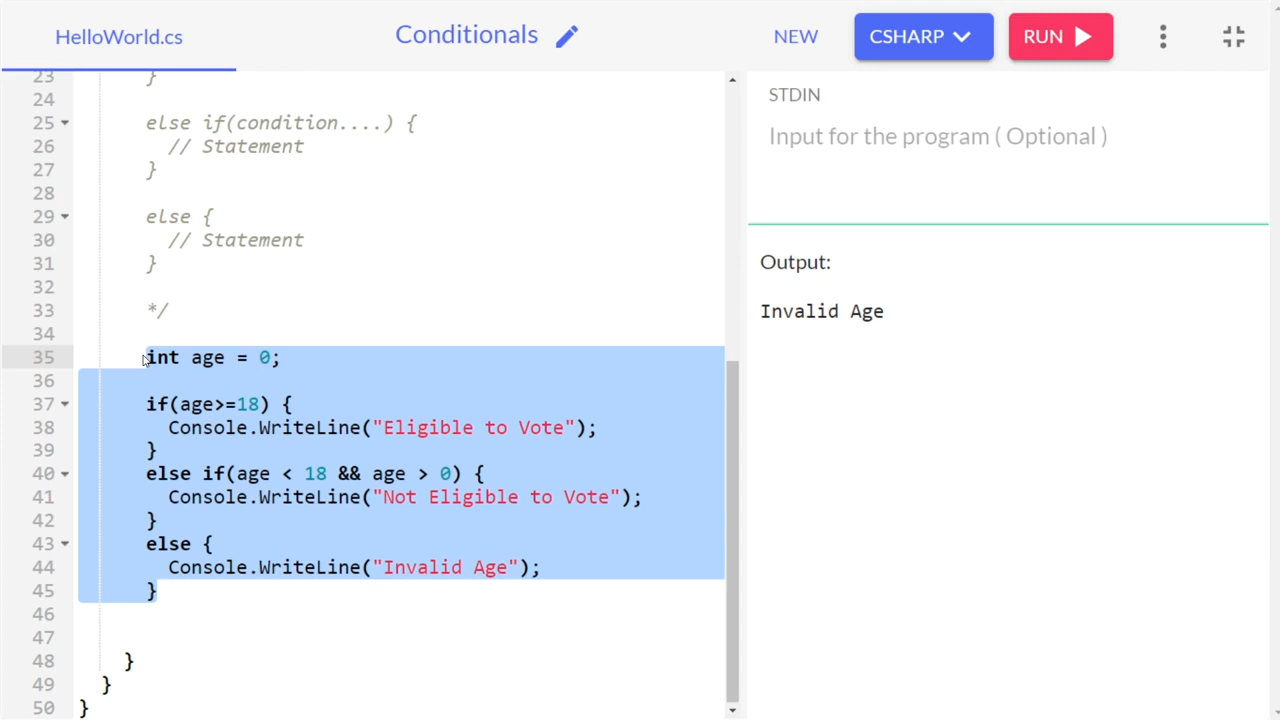 HelloWorld.cs
Conditionals
NEW
CSHARP
RUN
23 }
24
25 else if(condition....) {
26 // Statement
27 }
28
29 else {
30 // Statement
31 }
32
33 */
34
35 int age = 0;
36
37 if(age>=18) {
38 Console.WriteLine("Eligible to Vote");
39 }
40 else if(age < 18 && age > 0) {
41 Console.WriteLine("Not Eligible to Vote");
42 }
43 else {
44 Console.WriteLine("Invalid Age");
45 }
46
47
48 }
49 }
50 }
STDIN
Input for the program ( Optional )
Output:
Invalid Age